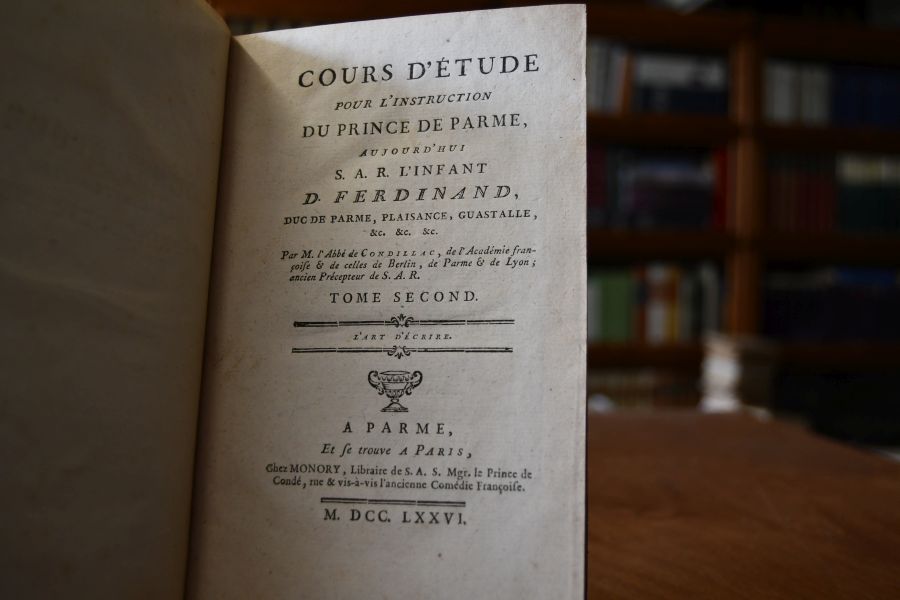 COURS D'ÉTUDE
POUR L'INSTRUCTION
DU PRINCE DE PARME,
AUJOURD'HUI
S. A. R. L'INFANT
D. FERDINAND,
DUC DE PARME, PLAISANCE, GUASTALLE,
&c. &c. &c.
Par M. l'Abbé de CONDILLAC, de l'Académie fran-
çoiſe & de celles de Berlin, de Parme & de Lyon;
ancien Précepteur de S. A. R.
TOME SECOND.
L'ART D'ÉCRIRE.
A PARME,
Et ſe trouve A PARIS,
Chez MONORY, Libraire de S. A. S. Mgr. le Prince de
Condé, rue & vis-à-vis l'ancienne Comédie Françoiſe.
M. DCC. LXXVI.